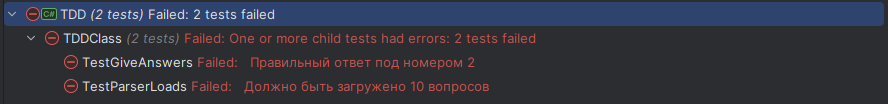 C# TDD (2 tests) Failed: 2 tests failed
TDDClass (2 tests) Failed: One or more child tests had errors: 2 tests failed
TestGiveAnswers Failed: Правильный ответ под номером 2
TestParserLoads Failed: Должно быть загружено 10 вопросов